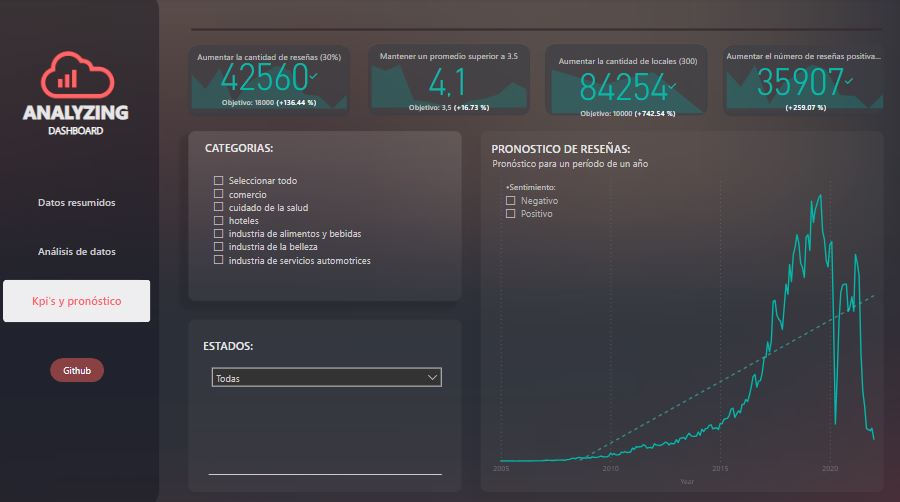 ANALYZING
DASHBOARD
Datos resumidos
Análisis de datos
Kpi's y pronóstico
Github
Aumentar la cantidad de reseñas (30%)
42560
Objetivo: 18000 (+136.44 %)
Mantener un promedio superior a 3.5
4,1
Objetivo: 3,5 (+16.73 %)
Aumentar la cantidad de locales (300)
84254
Objetivo: 10000 (+742.54 %)
Aumentar el número de reseñas positiva...
35907
(+259.07 %)
CATEGORIAS:
Seleccionar todo
comercio
cuidado de la salud
hoteles
industria de alimentos y bebidas
industria de la belleza
industria de servicios automotrices
ESTADOS:
Todas
PRONOSTICO DE RESEÑAS:
Pronóstico para un período de un año
•Sentimiento:
Negativo
Positivo
2005 2010 2015 2020
Year